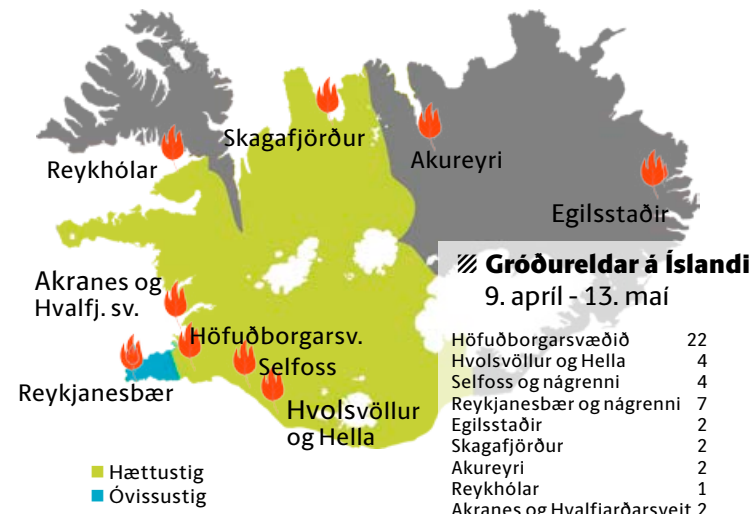 Skagafjörður
Akureyri
Reykhólar
Egilsstaðir
Akranes og
Hvalfj. sv.
Höfuðborgarsv.
Selfoss
Reykjanesbær
Hvolsvöllur
og Hella
Hættustig
Óvissustig
Gróðureldar á Íslandi
9. apríl - 13. maí
Höfuðborgarsvæðið 22
Hvolsvöllur og Hella 4
Selfoss og nágrenni 4
Reykjanesbær og nágrenni 7
Egilsstaðir 2
Skagafjörður 2
Akureyri 2
Reykhólar 1
Akranes og Hvalfjarðarsveit 2